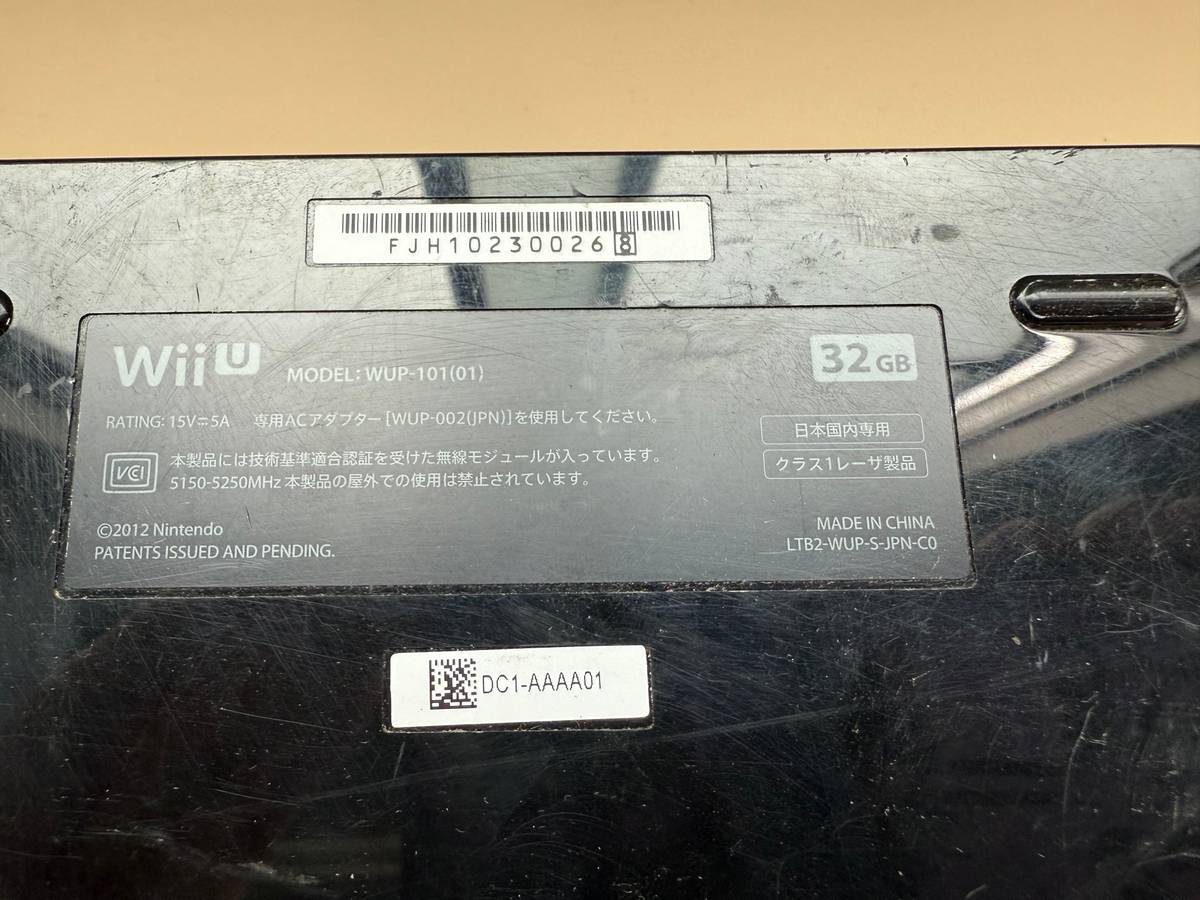 FJH102300268
Wii U
MODEL: WUP-101(01)
32GB
RATING: 15V⎓5A 専用ACアダプター [WUP-002(JPN)]を使用してください。
日本国内専用
VCI
本製品には技術基準適合認証を受けた無線モジュールが入っています。
5150-5250MHz 本製品の屋外での使用は禁止されています。
クラス1レーザ製品
©2012 Nintendo
PATENTS ISSUED AND PENDING.
MADE IN CHINA
LTB2-WUP-S-JPN-C0
DC1-AAAA01